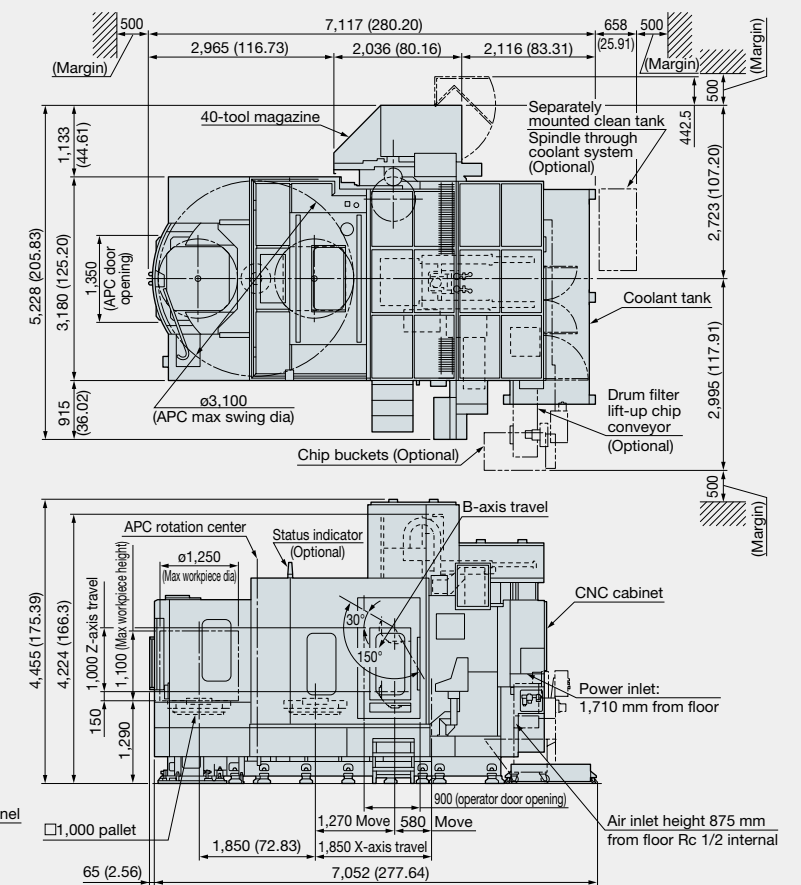 500
7,117 (280.20)
658
(25.91)
500
(Margin)
2,965 (116.73)
2,036 (80.16)
2,116 (83.31)
(Margin)
500
(Margin)
442.5
40-tool magazine
Separately
mounted clean tank
Spindle through
coolant system
(Optional)
1,133
(44.61)
5,228 (205.83)
3,180 (125.20)
1,350
(APC door
opening)
2,723 (107.20)
Coolant tank
915
(36.02)
ø3,100
(APC max swing dia)
2,995 (117.91)
Drum filter
lift-up chip
conveyor
(Optional)
Chip buckets (Optional)
500
(Margin)
APC rotation center
Status indicator
(Optional)
B-axis travel
ø1,250
(Max workpiece dia)
4,455 (175.39)
4,224 (166.3)
1,000 Z-axis travel
1,100 (Max workpiece height)
30°
150°
CNC cabinet
150
1,290
Power inlet:
1,710 mm from floor
nel
□1,000 pallet
900 (operator door opening)
1,270 Move
580 Move
Air inlet height 875 mm
from floor Rc 1/2 internal
1,850 (72.83)
1,850 X-axis travel
65 (2.56)
7,052 (277.64)